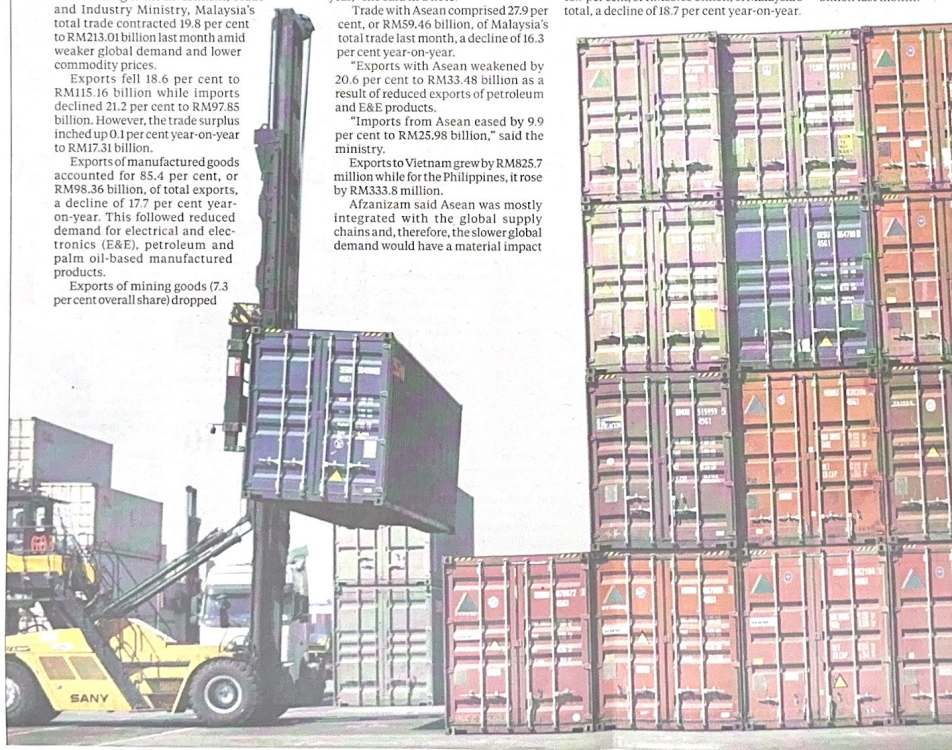 and Industry Ministry, Malaysia's
total trade contracted 19.8 per cent
to RM213.01 billion last month amid
weaker global demand and lower
commodity prices.
Exports fell 18.6 per cent to
RM115.16 billion while imports
declined 21.2 per cent to RM97.85
billion. However, the trade surplus
inched up 0.1 per cent year-on-year
to RM17.31 billion.
Exports of manufactured goods
accounted for 85.4 per cent, or
RM98.36 billion, of total exports,
a decline of 17.7 per cent year-
on-year. This followed reduced
demand for electrical and elec-
tronics (E&E), petroleum and
palm oil-based manufactured
products.
Exports of mining goods (7.3
per cent overall share) dropped
Trade with Asean comprised 27.9 per
cent, or RM59.46 billion, of Malaysia's
total trade last month, a decline of 16.3
per cent year-on-year.
"Exports with Asean weakened by
20.6 per cent to RM33.48 billion as a
result of reduced exports of petroleum
and E&E products.
"Imports from Asean eased by 9.9
per cent to RM25.98 billion," said the
ministry.
Exports to Vietnam grew by RM825.7
million while for the Philippines, it rose
by RM333.8 million.
Afzanizam said Asean was mostly
integrated with the global supply
chains and, therefore, the slower global
demand would have a material impact
total, a decline of 18.7 per cent year-on-year.
SANY